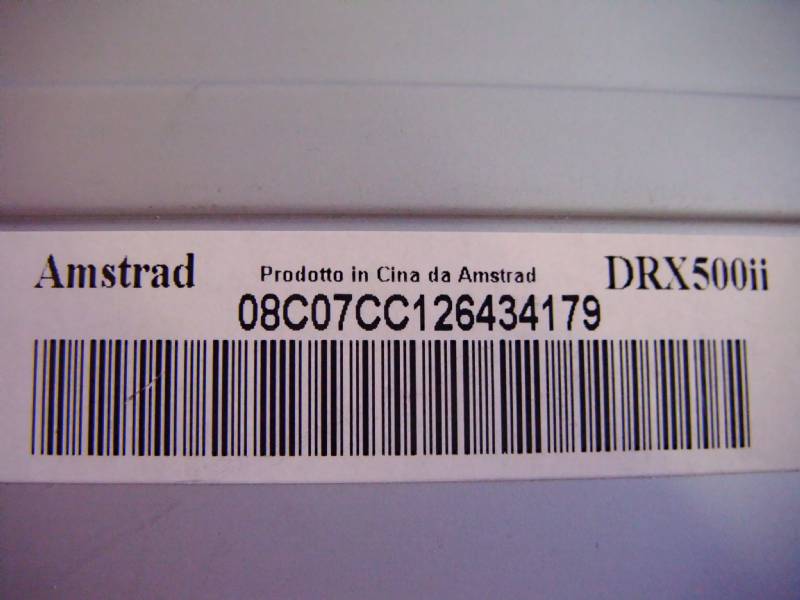 Amstrad Prodotto in Cina da Amstrad DRX500ii
08C07CC126434179